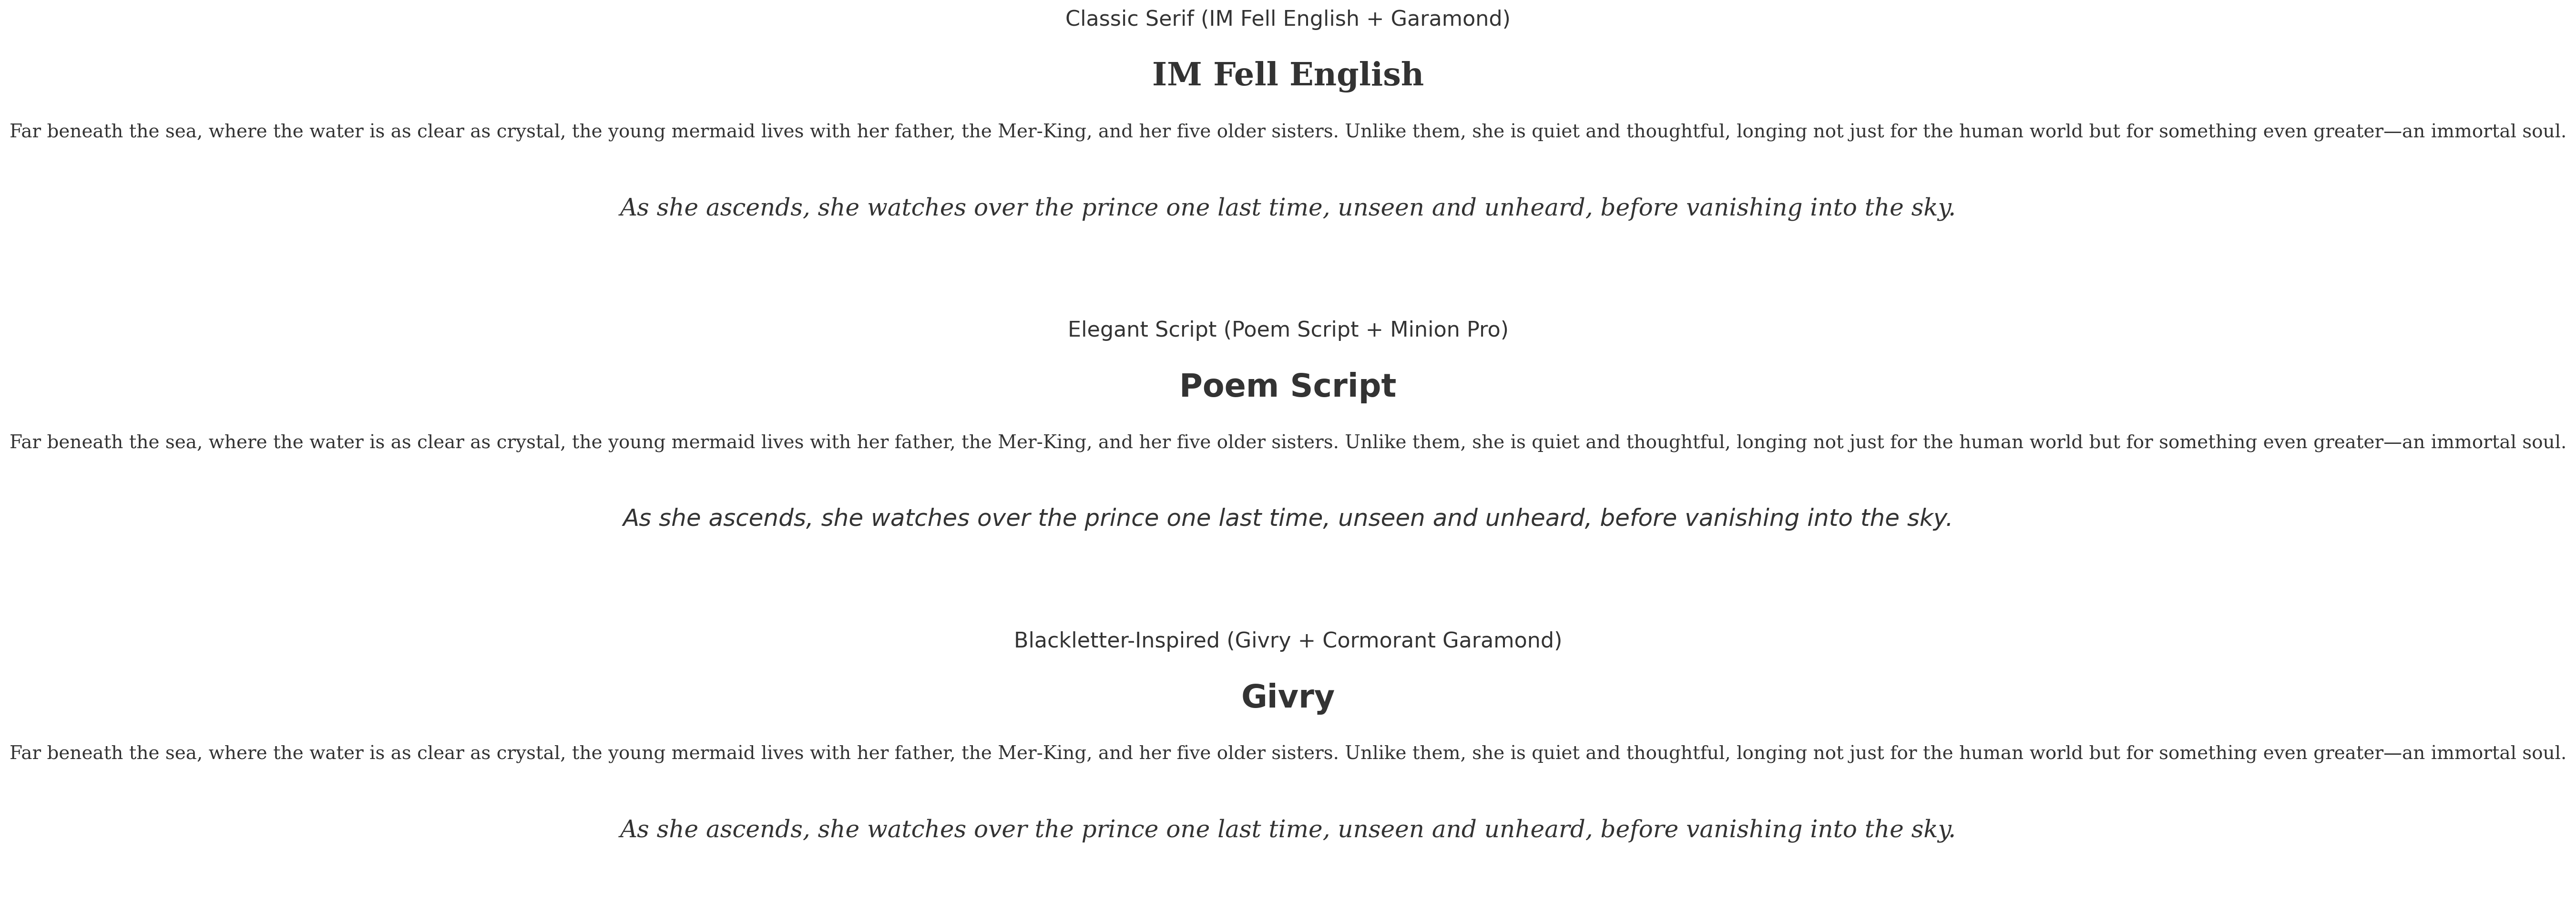 Classic Serif (IM Fell English + Garamond)
IM Fell English
Far beneath the sea, where the water is as clear as crystal, the young mermaid lives with her father, the Mer-King, and her five older sisters. Unlike them, she is quiet and thoughtful, longing not just for the human world but for something even greater—an immortal soul.
As she ascends, she watches over the prince one last time, unseen and unheard, before vanishing into the sky.
Elegant Script (Poem Script + Minion Pro)
Poem Script
Far beneath the sea, where the water is as clear as crystal, the young mermaid lives with her father, the Mer-King, and her five older sisters. Unlike them, she is quiet and thoughtful, longing not just for the human world but for something even greater—an immortal soul.
As she ascends, she watches over the prince one last time, unseen and unheard, before vanishing into the sky.
Blackletter-Inspired (Givry + Cormorant Garamond)
Givry
Far beneath the sea, where the water is as clear as crystal, the young mermaid lives with her father, the Mer-King, and her five older sisters. Unlike them, she is quiet and thoughtful, longing not just for the human world but for something even greater—an immortal soul.
As she ascends, she watches over the prince one last time, unseen and unheard, before vanishing into the sky.